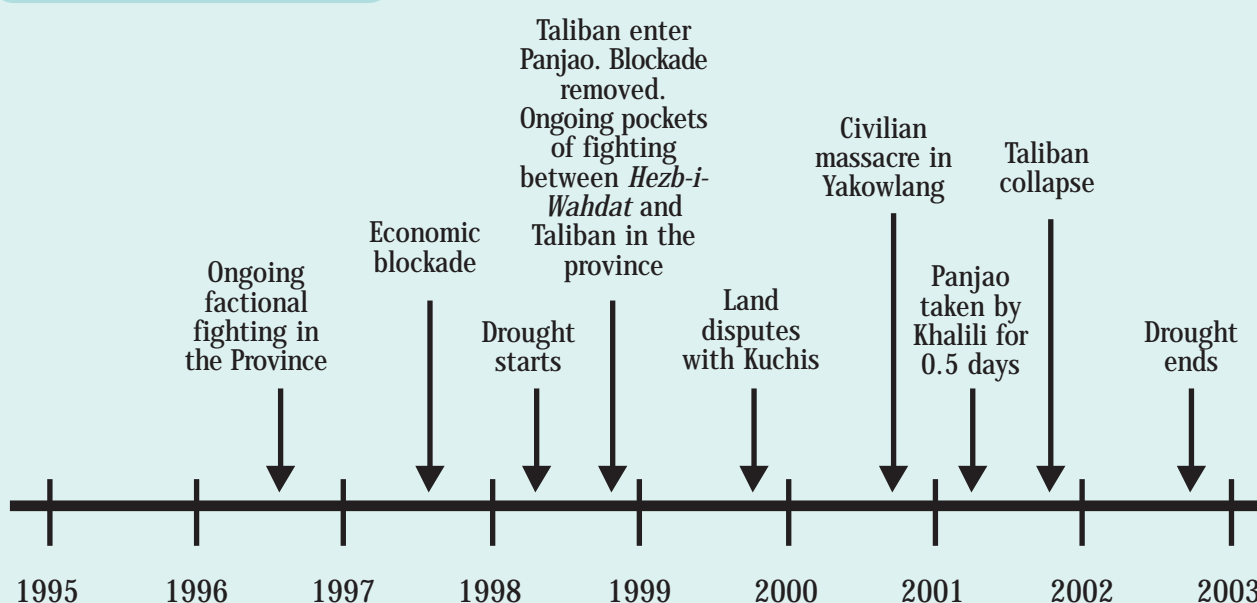 Ongoing
factional
fighting in
the Province
Economic
blockade
Drought
starts
Taliban enter
Panjao. Blockade
removed.
Ongoing pockets
of fighting
between Hezb-i-
Wahdat and
Taliban in the
province
Land
disputes
with Kuchis
Civilian
massacre in
Yakowlang
Panjao
taken by
Khalili for
0.5 days
Taliban
collapse
Drought
ends
1995 1996 1997 1998 1999 2000 2001 2002 2003